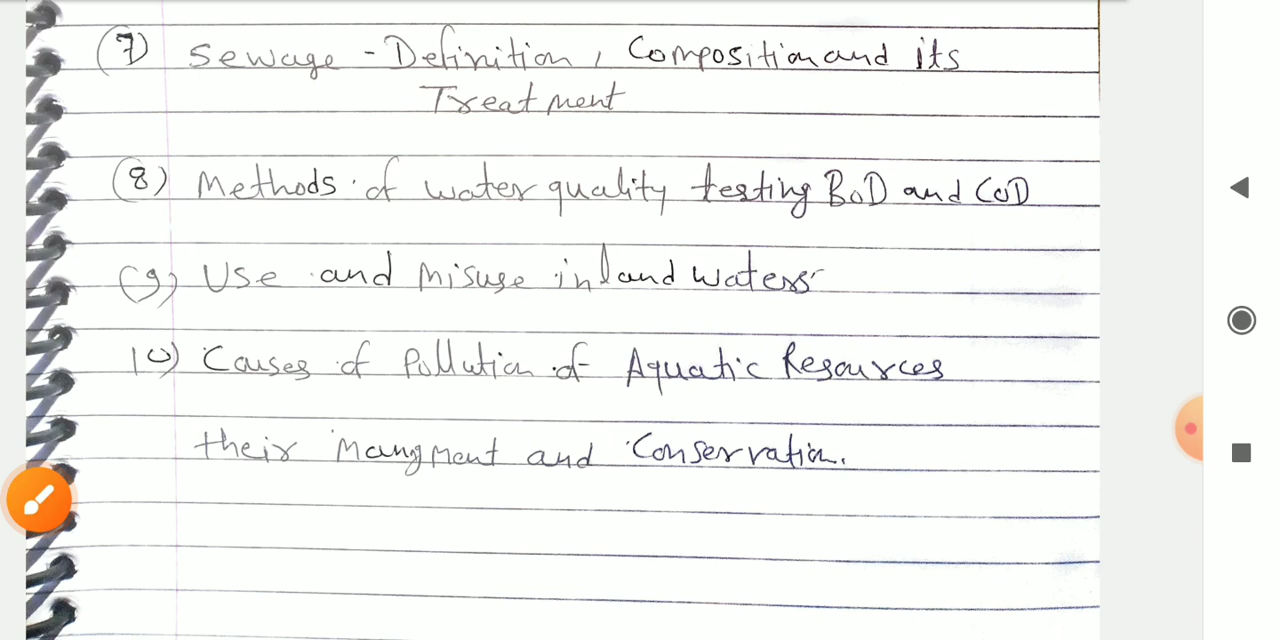 (7) Sewage - Definition, Composition and its
Treatment
(8) Methods of water quality testing BOD and COD
(9) Use and Misuse inland waters
10) Causes of Pollution of Aquatic Resources
their Mangment and Conservation.